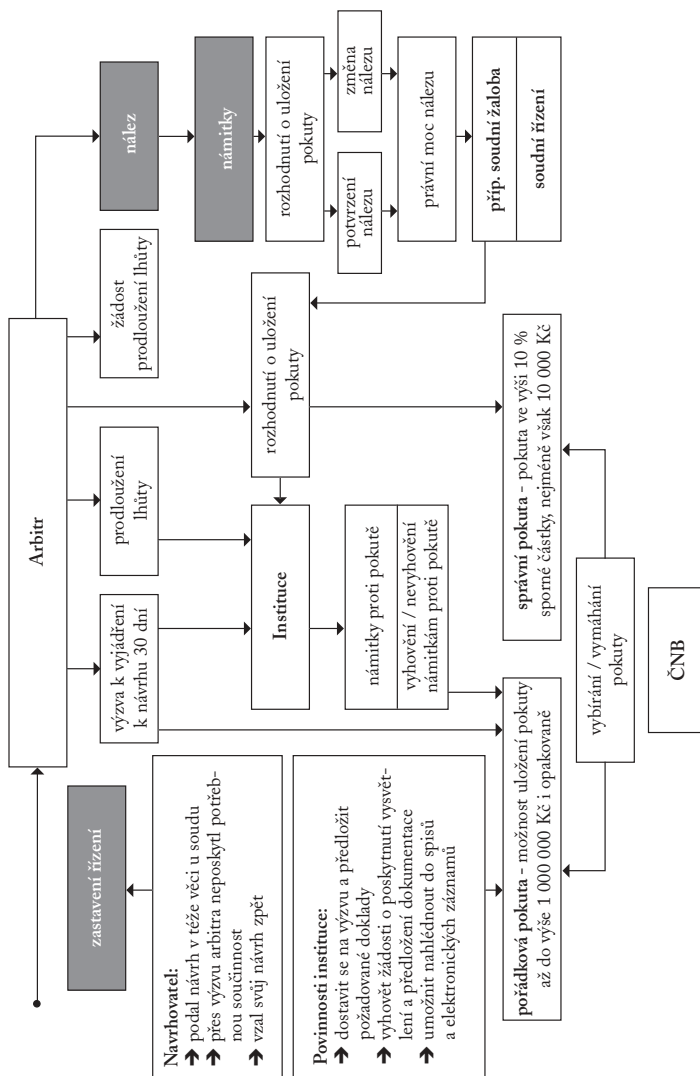 Arbitr
zastavení řízení
výzva k vyjádření
k návrhu 30 dní
prodloužení
lhůty
žádost
prodloužení lhůty
nález
Navrhovatel:
➔ podal návrh v téže věci u soudu
➔ přes výzvu arbitra neposkytl potřeb-
nou součinnost
➔ vzal svůj návrh zpět
Instituce
rozhodnutí o uložení
pokuty
námitky
rozhodnutí o uložení
pokuty
potvrzení
nálezu
změna
nálezu
Povinnosti instituce:
➔ dostavit se na výzvu a předložit
požadované doklady
➔ vyhovět žádosti o poskytnutí vysvět-
lení a předložení dokumentace
➔ umožnit nahlédnout do spisů
a elektronických záznamů
námitky proti pokutě
vyhovění / nevyhovění
námitkám proti pokutě
právní moc nálezu
příp. soudní žaloba
soudní řízení
pořádková pokuta – možnost uložení pokuty
až do výše 1 000 000 Kč i opakovaně
správní pokuta - pokuta ve výši 10 %
sporné částky, nejméně však 10 000 Kč
vybírání / vymáhání
pokuty
ČNB